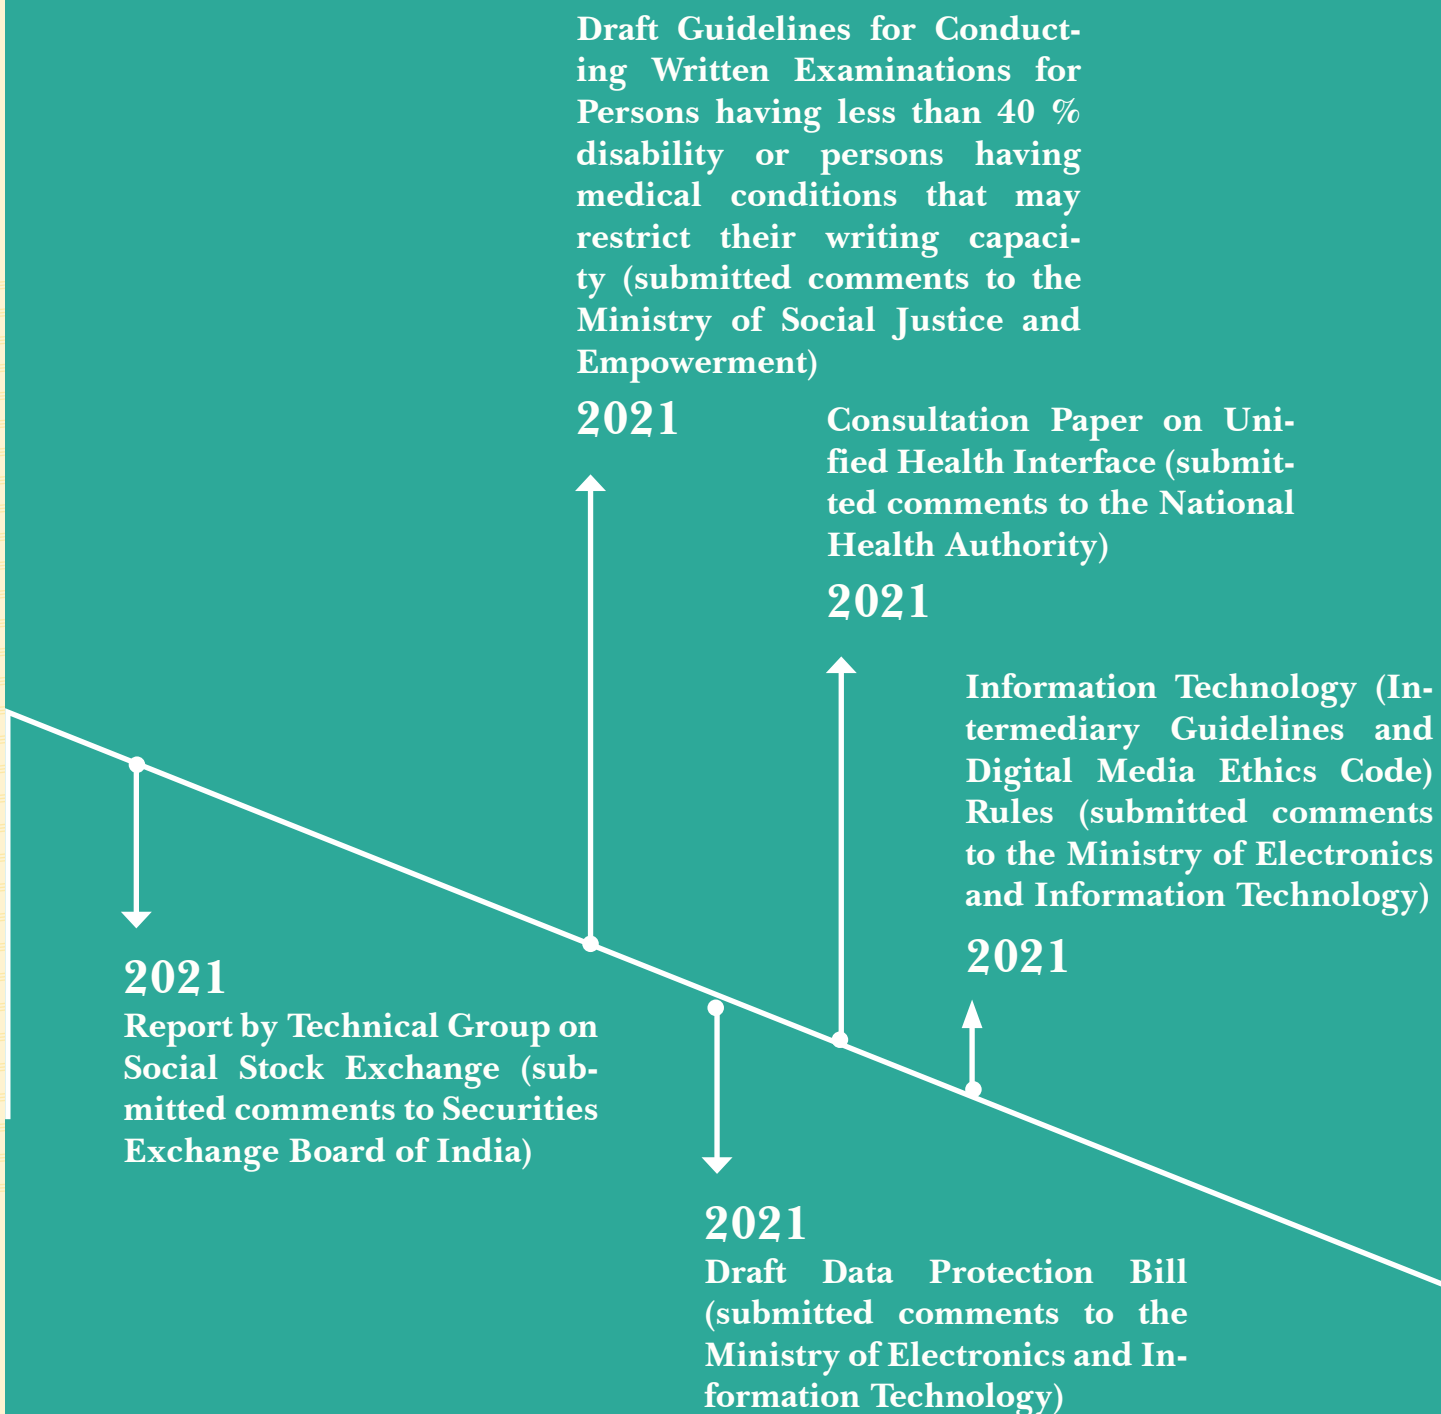 Draft Guidelines for Conduct-
ing Written Examinations for
Persons having less than 40 %
disability or persons having
medical conditions that may
restrict their writing capaci-
ty (submitted comments to the
Ministry of Social Justice and
Empowerment)
2021
Consultation Paper on Uni-
fied Health Interface (submit-
ted comments to the National
Health Authority)
2021
Information Technology (In-
termediary Guidelines and
Digital Media Ethics Code)
Rules (submitted comments
to the Ministry of Electronics
and Information Technology)
2021
2021
Report by Technical Group on
Social Stock Exchange (sub-
mitted comments to Securities
Exchange Board of India)
2021
Draft Data Protection Bill
(submitted comments to the
Ministry of Electronics and In-
formation Technology)